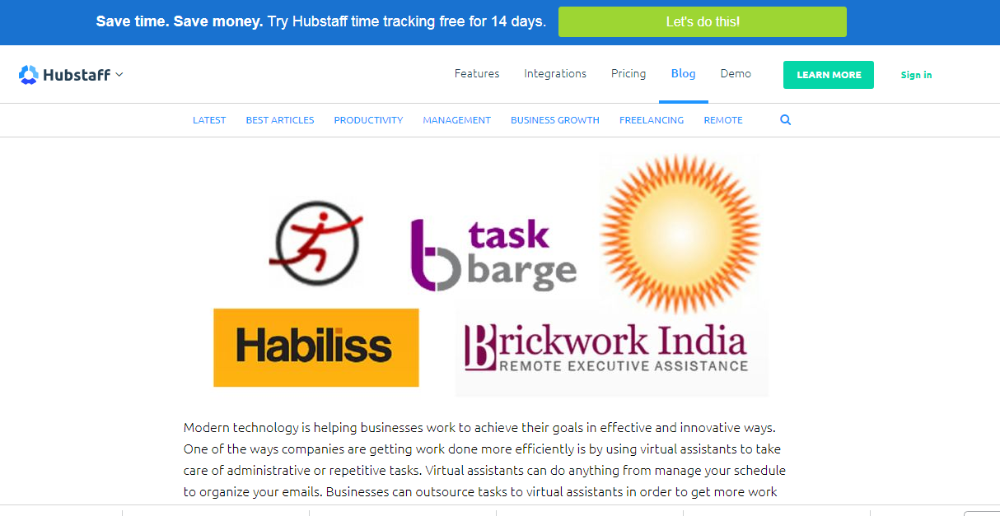 Save time. Save money. Try Hubstaff time tracking free for 14 days. Let's do this!
Hubstaff Features Integrations Pricing Blog Demo LEARN MORE Sign in
LATEST BEST ARTICLES PRODUCTIVITY MANAGEMENT BUSINESS GROWTH FREELANCING REMOTE
task
barge
Habiliss
Brickwork India
REMOTE EXECUTIVE ASSISTANCE
Modern technology is helping businesses work to achieve their goals in effective and innovative ways.
One of the ways companies are getting work done more efficiently is by using virtual assistants to take
care of administrative or repetitive tasks. Virtual assistants can do anything from manage your schedule
to organize your emails. Businesses can outsource tasks to virtual assistants in order to get more work